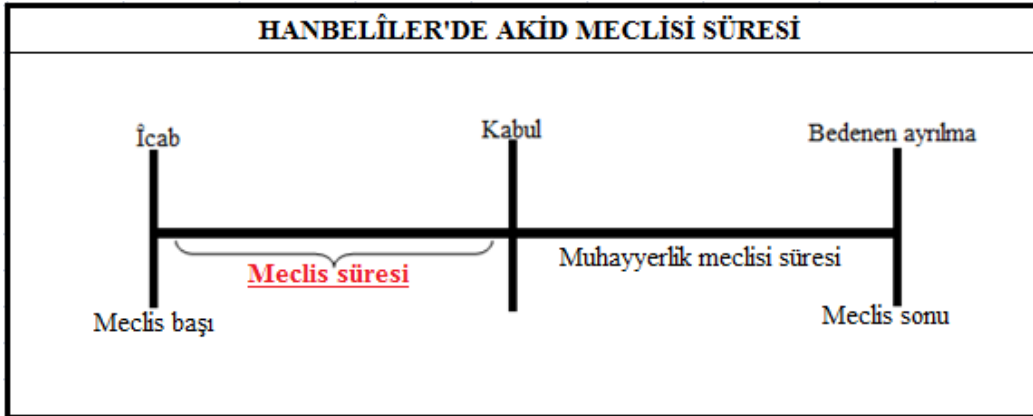 HANBELÎLER'DE AKİD MECLİSİ SÜRESİ
Îcab
Kabul
Bedenen ayrılma
Meclis süresi
Muhayyerlik meclisi süresi
Meclis başı
Meclis sonu